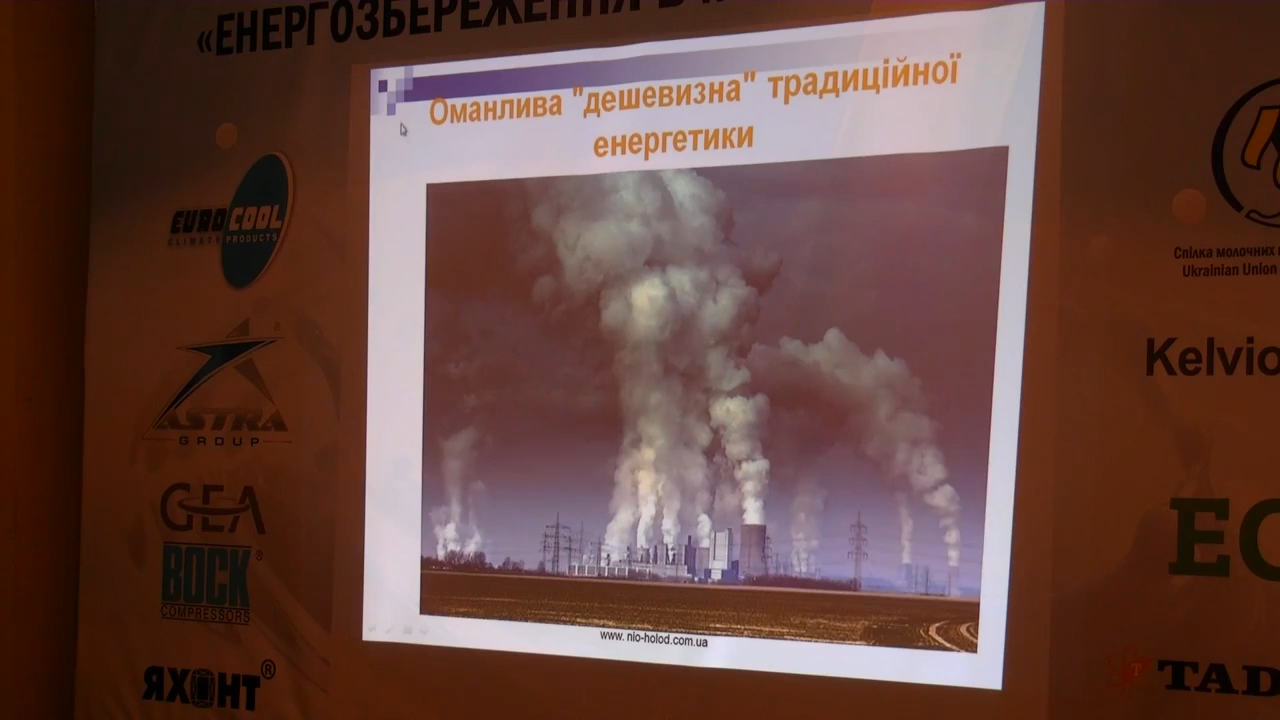 «ЕНЕРГОЗБЕРЕЖЕННЯ В
Оманлива "дешевизна" традиційної
енергетики
www. nio-holod.com.ua
EUROCOOL
CLIMATE PRODUCTS
ASTRA
GROUP
GEA
BOCK®
COMPRESSORS
ЯХОНТ®
Спілка молочних
Ukrainian Union
Kelvio
EC
TAD